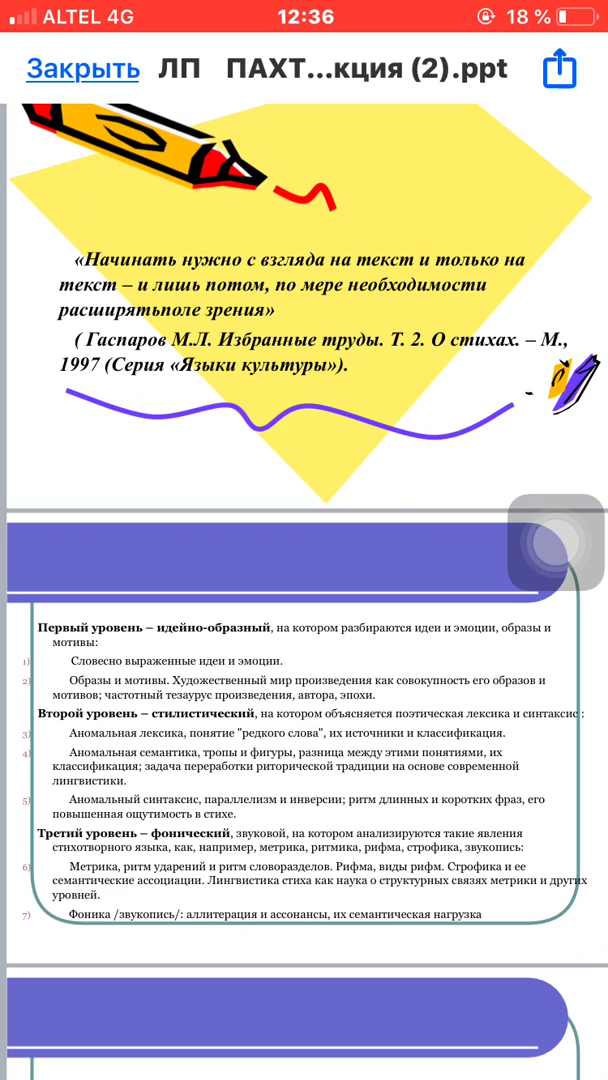 ALTEL 4G 12:36 18 %
Закрыть ЛП ПАХТ...кция (2).ppt
«Начинать нужно с взгляда на текст и только на
текст – и лишь потом, по мере необходимости
расширятьполе зрения»
( Гаспаров М.Л. Избранные труды. Т. 2. О стихах. – М.,
1997 (Серия «Языки культуры»).
Первый уровень – идейно-образный, на котором разбираются идеи и эмоции, образы и
мотивы:
1) Словесно выраженные идеи и эмоции.
2) Образы и мотивы. Художественный мир произведения как совокупность его образов и
мотивов; частотный тезаурус произведения, автора, эпохи.
Второй уровень – стилистический, на котором объясняется поэтическая лексика и синтаксис :
3) Аномальная лексика, понятие "редкого слова", их источники и классификация.
4) Аномальная семантика, тропы и фигуры, разница между этими понятиями, их
классификация; задача переработки риторической традиции на основе современной
лингвистики.
5) Аномальный синтаксис, параллелизм и инверсии; ритм длинных и коротких фраз, его
повышенная ощутимость в стихе.
Третий уровень – фонический, звуковой, на котором анализируются такие явления
стихотворного языка, как, например, метрика, ритмика, рифма, строфика, звукопись:
6) Метрика, ритм ударений и ритм словоразделов. Рифма, виды рифм. Строфика и ее
семантические ассоциации. Лингвистика стиха как наука о структурных связях метрики и других
уровней.
7) Фоника /звукопись/: аллитерация и ассонансы, их семантическая нагрузка